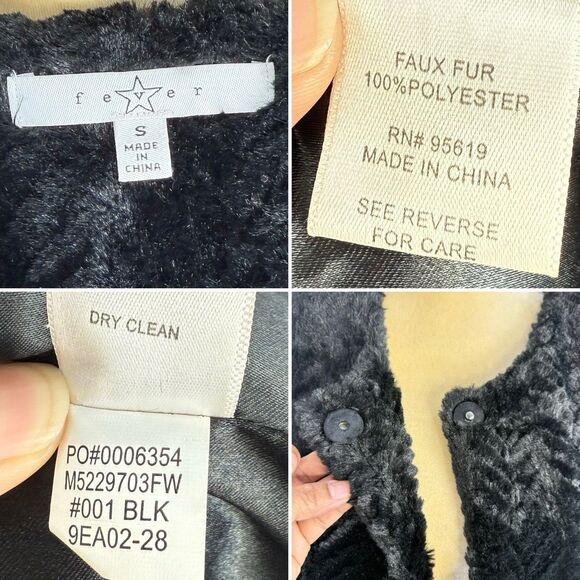 fever
S
MADE
IN
CHINA
FAUX FUR
100%POLYESTER
RN# 95619
MADE IN CHINA
SEE REVERSE
FOR CARE
DRY CLEAN
PO#0006354
M5229703FW
#001 BLK
9EA02-28